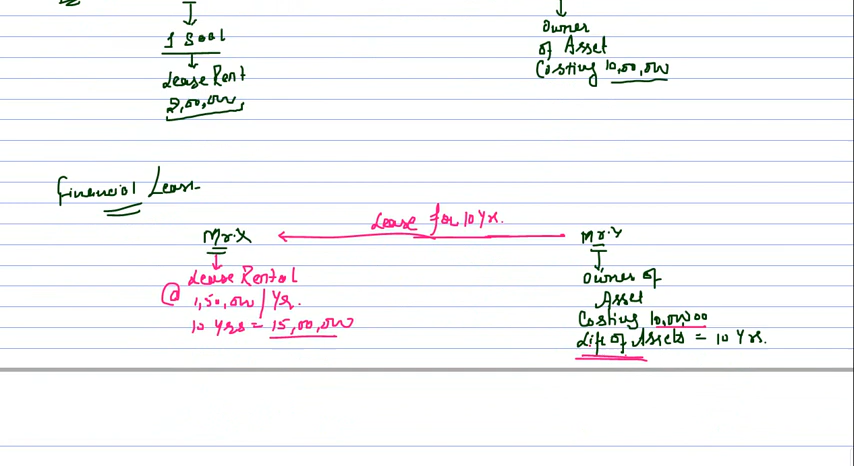 1 Saal
Lease Rent
2,00,000
Owner
of Asset
Costing 10,00,000
Financial Lease
Lease for 10 Yrs.
Mr. X
Mr. Y
Lease Rental
@ 1,50,000 / Yr.
10 Yrs = 15,00,000
Owner of
Asset
Costing 10,00,000
Life of Assets = 10 Yrs.